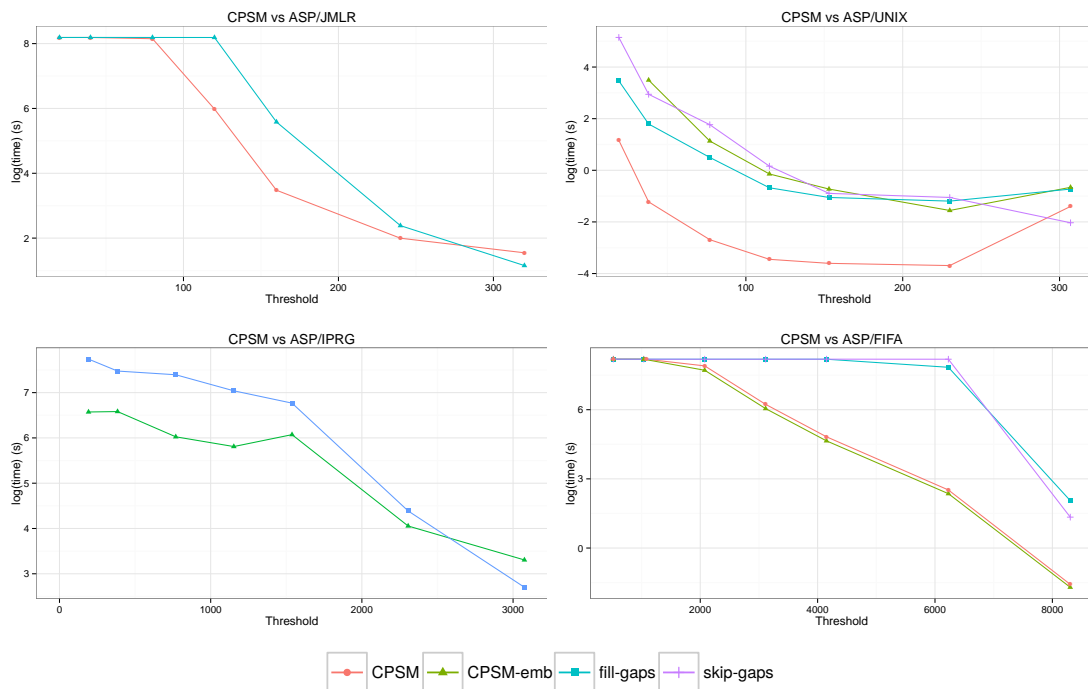 CPSM vs ASP/JMLR
8
6
4
2
log(time) (s)
100
200
300
Threshold
CPSM vs ASP/UNIX
4
2
0
−2
−4
log(time) (s)
100
200
300
Threshold
CPSM vs ASP/IPRG
7
6
5
4
3
log(time) (s)
0
1000
2000
3000
Threshold
CPSM vs ASP/FIFA
6
3
0
log(time) (s)
2000
4000
6000
8000
Threshold
CPSM
CPSM-emb
fill-gaps
skip-gaps